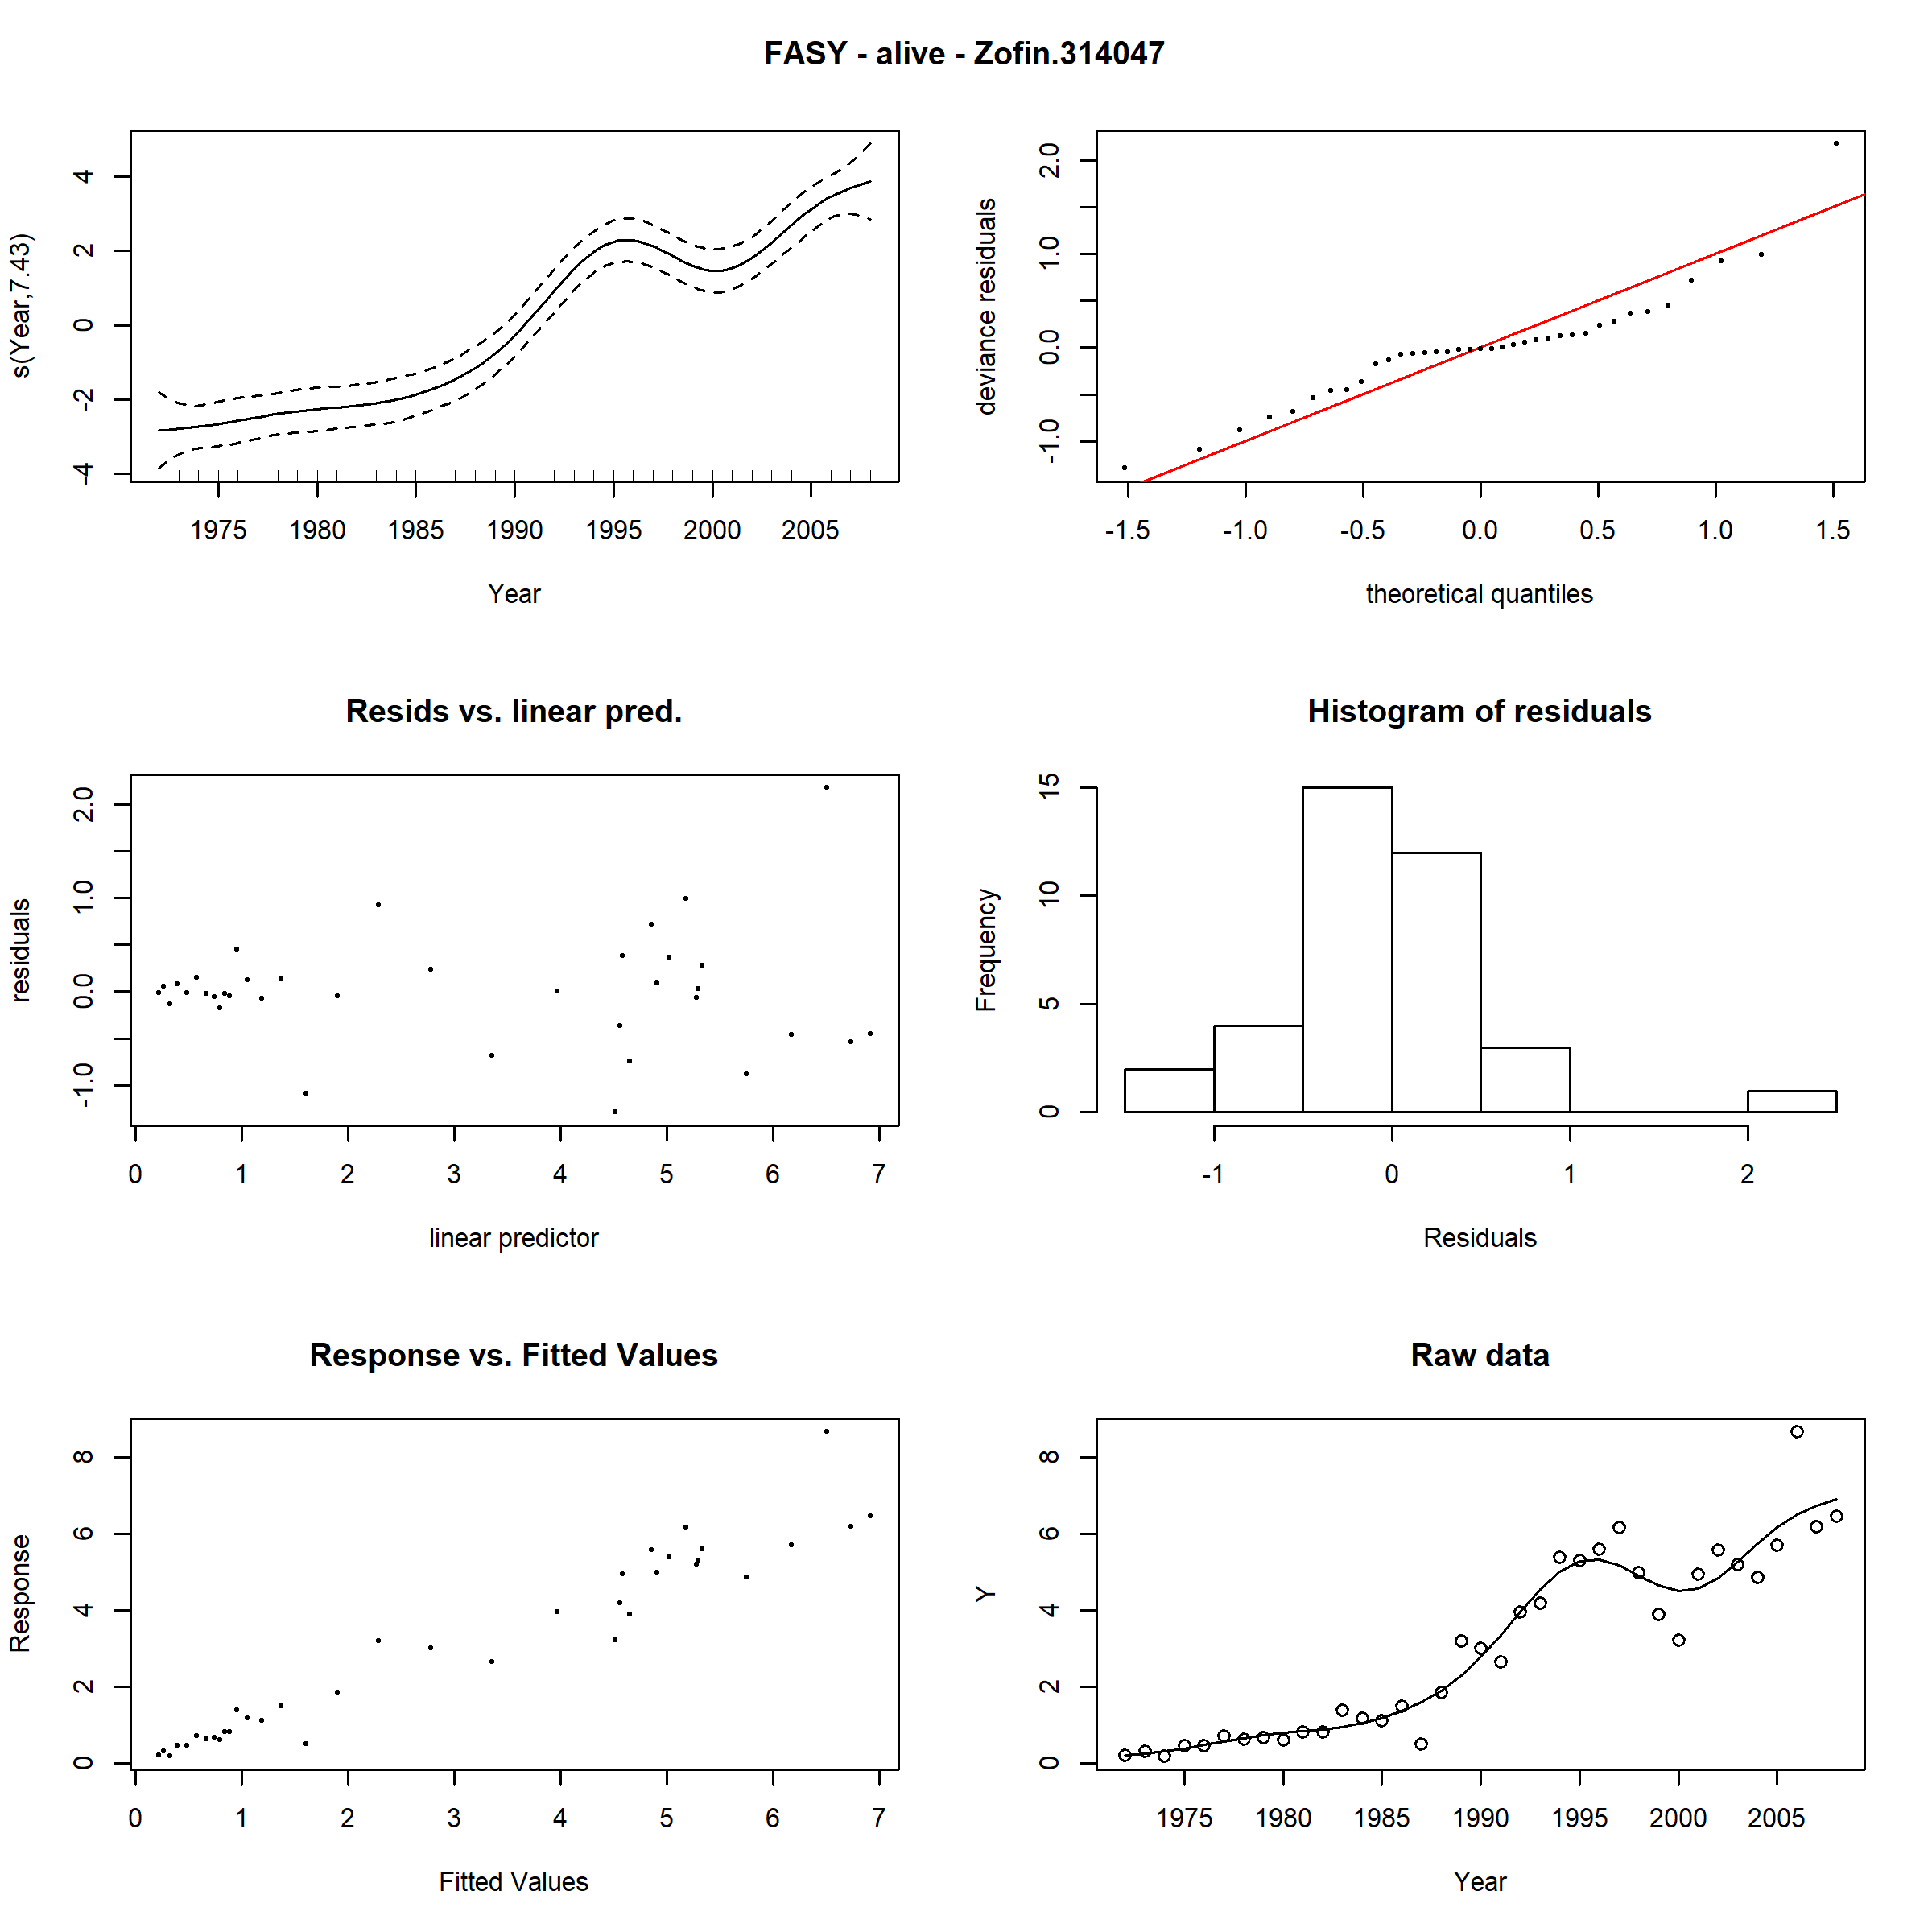 FASY - alive - Zofin.314047
s(Year,7.43)
4
2
0
-2
-4
1975 1980 1985 1990 1995 2000 2005
Year
deviance residuals
2.0
1.0
0.0
-1.0
-1.5 -1.0 -0.5 0.0 0.5 1.0 1.5
theoretical quantiles
Resids vs. linear pred.
residuals
2.0
1.0
0.0
-1.0
0 1 2 3 4 5 6 7
linear predictor
Histogram of residuals
Frequency
15
10
5
0
-1 0 1 2
Residuals
Response vs. Fitted Values
Response
8
6
4
2
0
0 1 2 3 4 5 6 7
Fitted Values
Raw data
Y
8
6
4
2
0
1975 1980 1985 1990 1995 2000 2005
Year